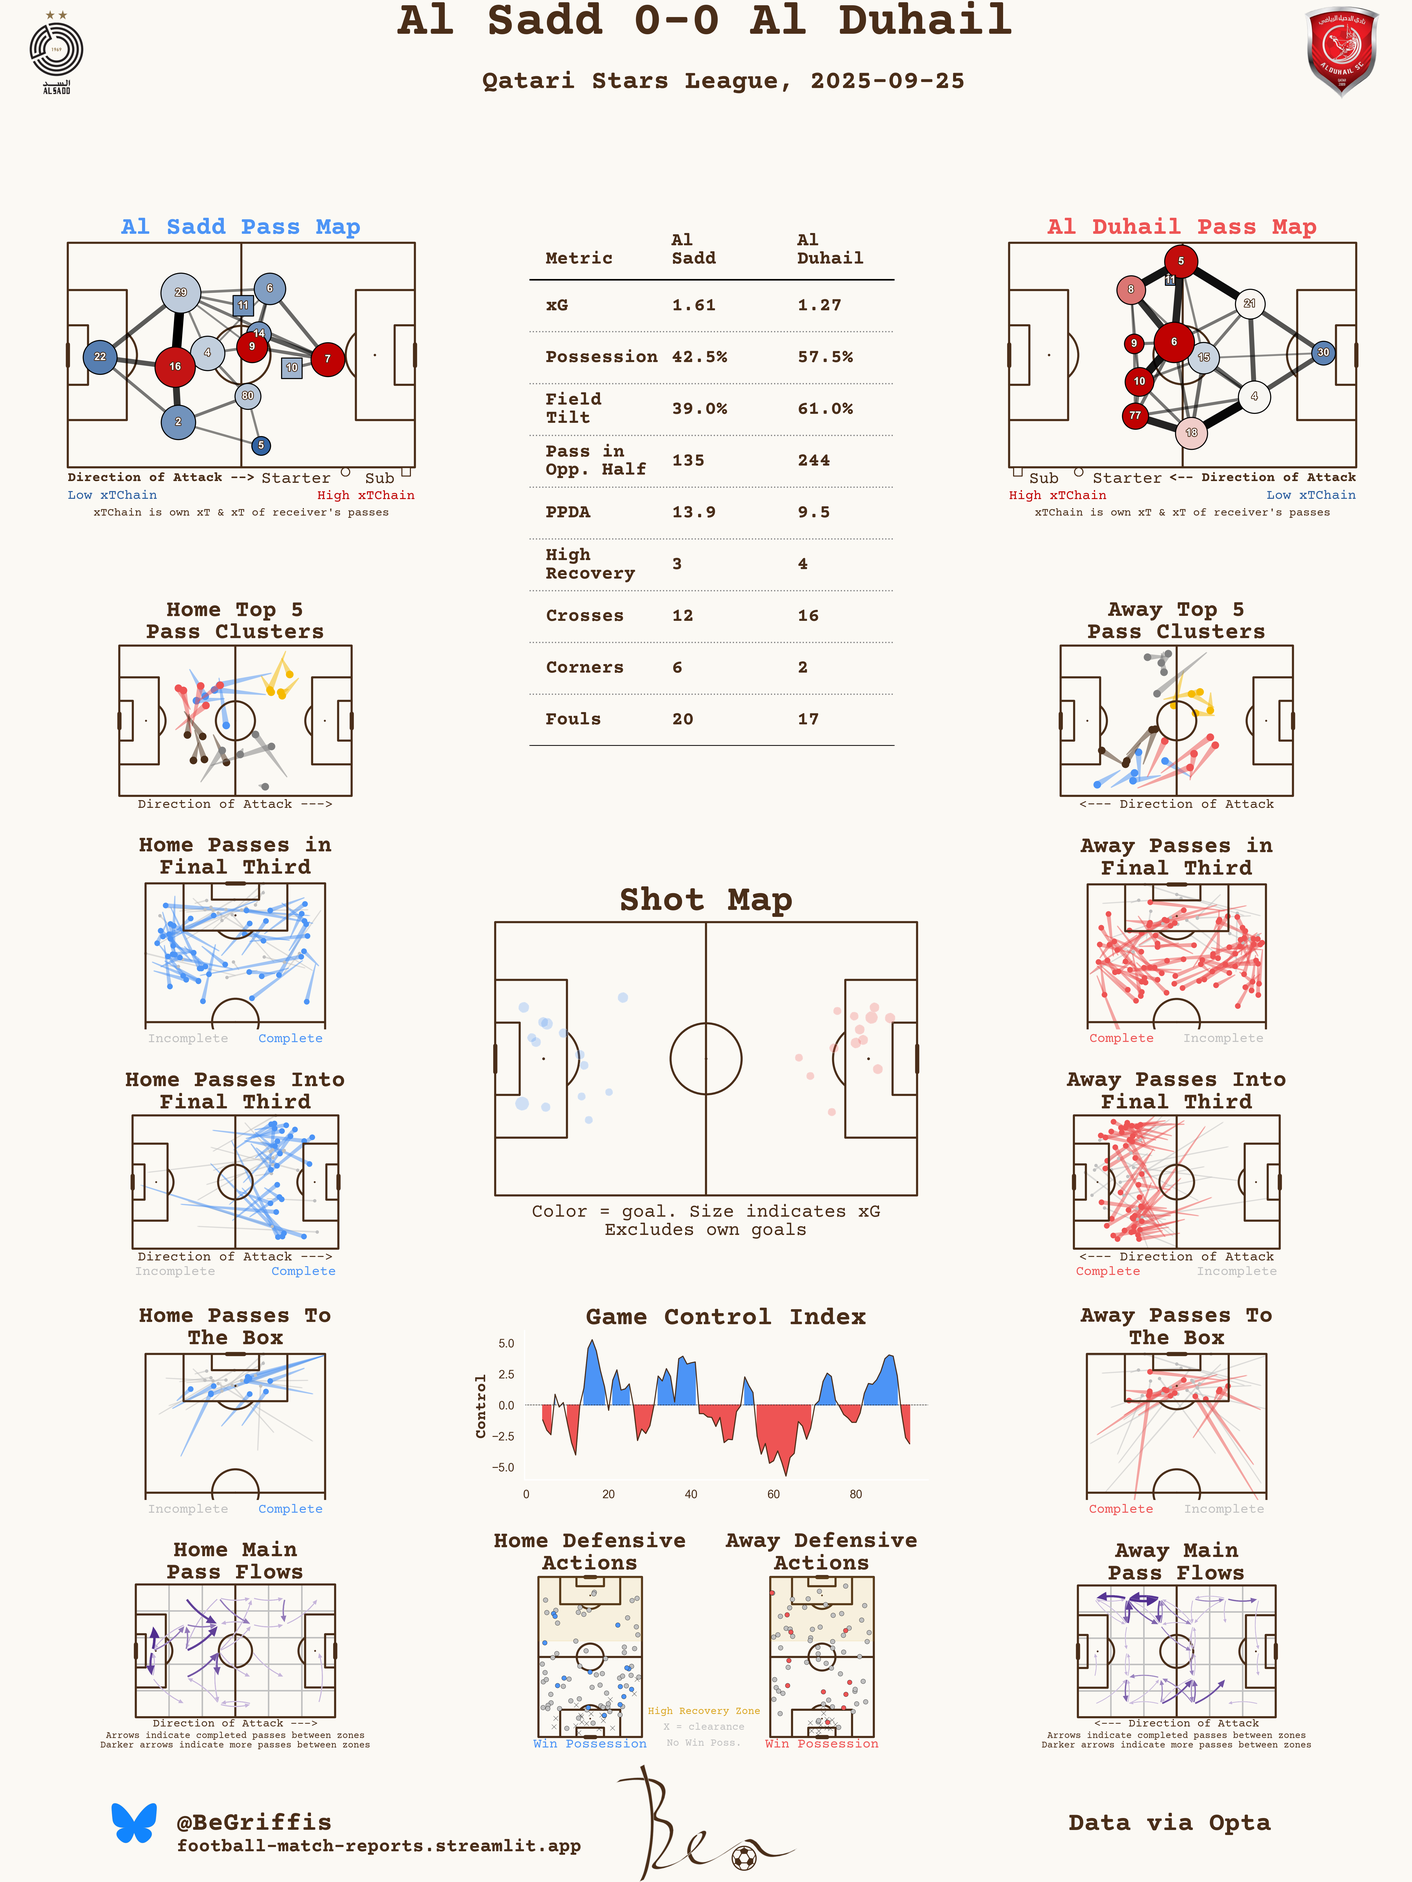 Al Sadd 0-0 Al Duhail
Qatari Stars League, 2025-09-25
1969
السد
ALSADD
نادي الدحيل الرياضي
ALDUHAIL SC
Al Sadd Pass Map
29
6
11
14
9
4
22
16
7
10
80
2
5
Direction of Attack --> Starter Sub
Low xTChain High xTChain
xTChain is own xT & xT of receiver's passes
Metric Al Sadd Al Duhail
xG 1.61 1.27
Possession 42.5% 57.5%
Field Tilt 39.0% 61.0%
Pass in Opp. Half 135 244
PPDA 13.9 9.5
High Recovery 3 4
Crosses 12 16
Corners 6 2
Fouls 20 17
Al Duhail Pass Map
5
11
8
21
9
6
15
30
10
4
77
18
Sub Starter <-- Direction of Attack
High xTChain Low xTChain
xTChain is own xT & xT of receiver's passes
Home Top 5
Pass Clusters
Direction of Attack --->
Away Top 5
Pass Clusters
<--- Direction of Attack
Home Passes in
Final Third
Incomplete Complete
Away Passes in
Final Third
Complete Incomplete
Shot Map
Color = goal. Size indicates xG
Excludes own goals
Home Passes Into
Final Third
Direction of Attack --->
Incomplete Complete
Away Passes Into
Final Third
<--- Direction of Attack
Complete Incomplete
Home Passes To
The Box
Incomplete Complete
Game Control Index
Control
5.0
2.5
0.0
−2.5
−5.0
0 20 40 60 80
Away Passes To
The Box
Complete Incomplete
Home Main
Pass Flows
Direction of Attack --->
Arrows indicate completed passes between zones
Darker arrows indicate more passes between zones
Home Defensive
Actions
Win Possession
High Recovery Zone
X = clearance
No Win Poss.
Away Defensive
Actions
Win Possession
Away Main
Pass Flows
<--- Direction of Attack
Arrows indicate completed passes between zones
Darker arrows indicate more passes between zones
@BeGriffis
football-match-reports.streamlit.app
Ben
Data via Opta